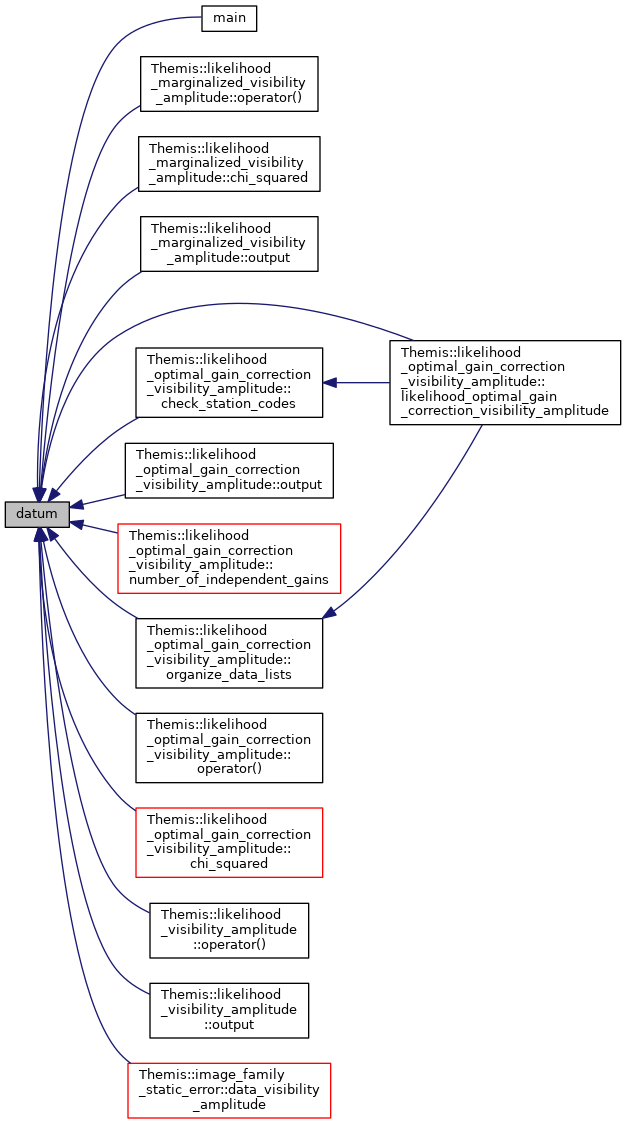 main
Themis::likelihood
_marginalized_visibility
_amplitude::operator()
Themis::likelihood
_marginalized_visibility
_amplitude::chi_squared
Themis::likelihood
_marginalized_visibility
_amplitude::output
Themis::likelihood
_optimal_gain_correction
_visibility_amplitude::
check_station_codes
Themis::likelihood
_optimal_gain_correction
_visibility_amplitude::
likelihood_optimal_gain
_correction_visibility_amplitude
Themis::likelihood
_optimal_gain_correction
_visibility_amplitude::output
datum
Themis::likelihood
_optimal_gain_correction
_visibility_amplitude::
number_of_independent_gains
Themis::likelihood
_optimal_gain_correction
_visibility_amplitude::
organize_data_lists
Themis::likelihood
_optimal_gain_correction
_visibility_amplitude::
operator()
Themis::likelihood
_optimal_gain_correction
_visibility_amplitude::
chi_squared
Themis::likelihood
_visibility_amplitude
::operator()
Themis::likelihood
_visibility_amplitude
::output
Themis::image_family
_static_error::data_visibility
_amplitude